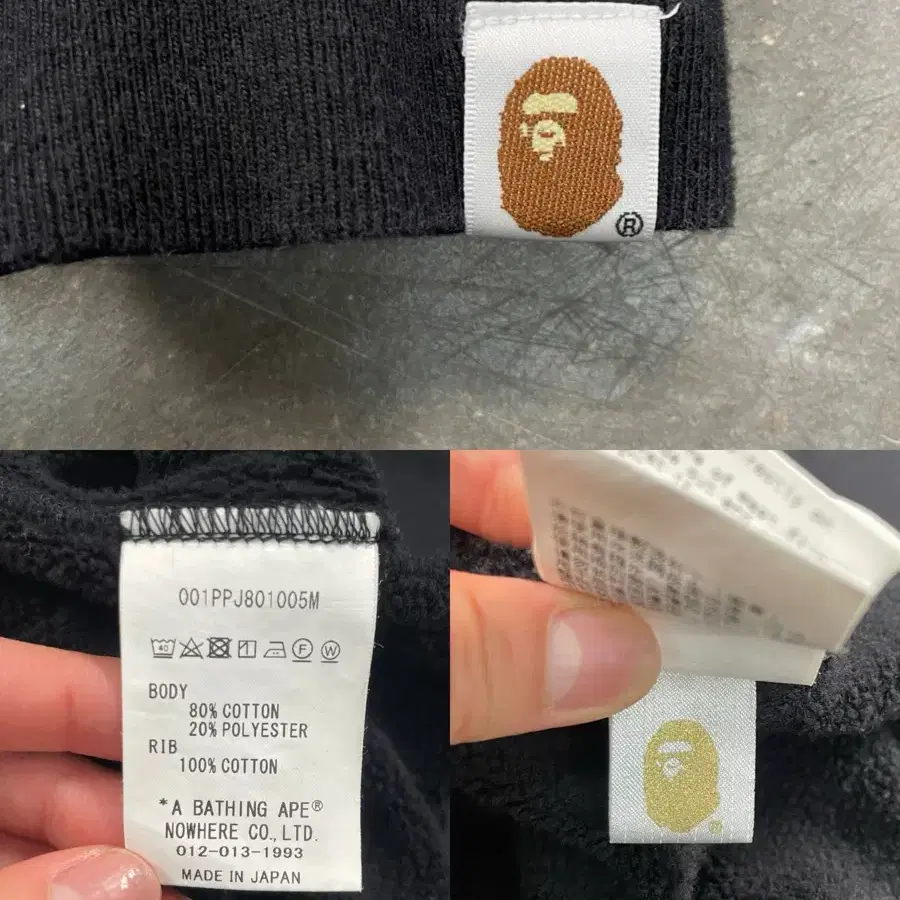 ®
001PPJ801005M
40 F W
BODY
80% COTTON
20% POLYESTER
RIB
100% COTTON
*A BATHING APE®
NOWHERE CO., LTD.
012-013-1993
MADE IN JAPAN
®